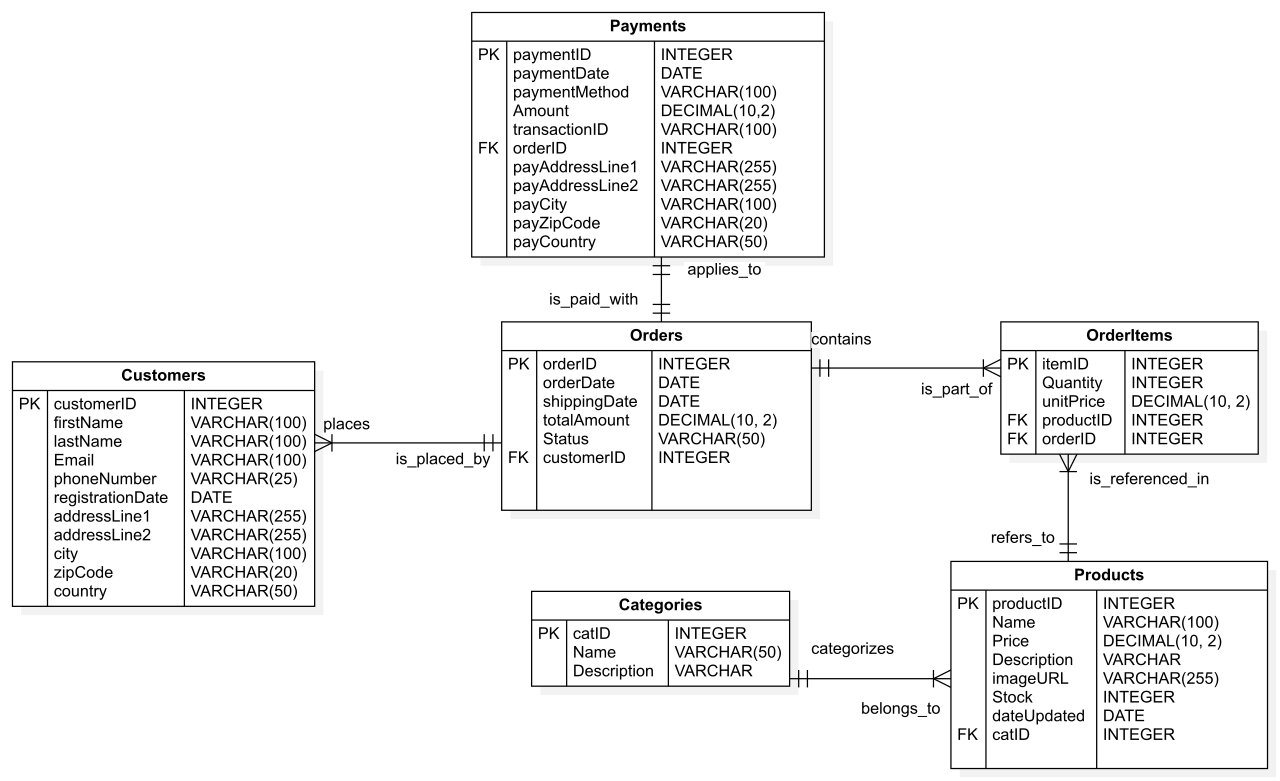 Payments
PK paymentID INTEGER
paymentDate DATE
paymentMethod VARCHAR(100)
Amount DECIMAL(10,2)
transactionID VARCHAR(100)
FK orderID INTEGER
payAddressLine1 VARCHAR(255)
payAddressLine2 VARCHAR(255)
payCity VARCHAR(100)
payZipCode VARCHAR(20)
payCountry VARCHAR(50)
applies_to
is_paid_with
Orders
PK orderID INTEGER
orderDate DATE
shippingDate DATE
totalAmount DECIMAL(10, 2)
Status VARCHAR(50)
FK customerID INTEGER
contains
is_part_of
OrderItems
PK itemID INTEGER
Quantity INTEGER
unitPrice DECIMAL(10, 2)
FK productID INTEGER
FK orderID INTEGER
Customers
PK customerID INTEGER
firstName VARCHAR(100)
lastName VARCHAR(100)
Email VARCHAR(100)
phoneNumber VARCHAR(25)
registrationDate DATE
addressLine1 VARCHAR(255)
addressLine2 VARCHAR(255)
city VARCHAR(100)
zipCode VARCHAR(20)
country VARCHAR(50)
places
is_placed_by
is_referenced_in
refers_to
Categories
PK catID INTEGER
Name VARCHAR(50)
Description VARCHAR
categorizes
belongs_to
Products
PK productID INTEGER
Name VARCHAR(100)
Price DECIMAL(10, 2)
Description VARCHAR
imageURL VARCHAR(255)
Stock INTEGER
dateUpdated DATE
FK catID INTEGER